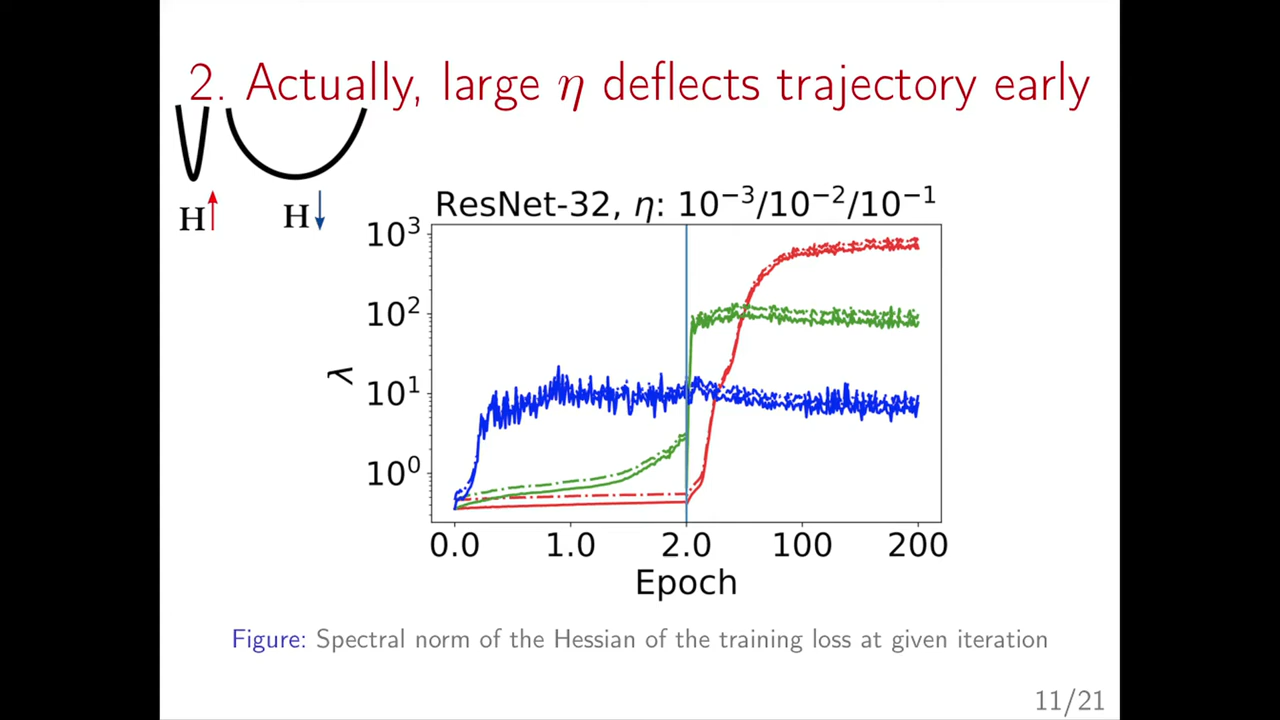 2. Actually, large η deflects trajectory early
H H
ResNet-32, η: 10⁻³/10⁻²/10⁻¹
10³
10²
10¹
10⁰
λ
0.0 1.0 2.0 100 200
Epoch
Figure: Spectral norm of the Hessian of the training loss at given iteration
11/21